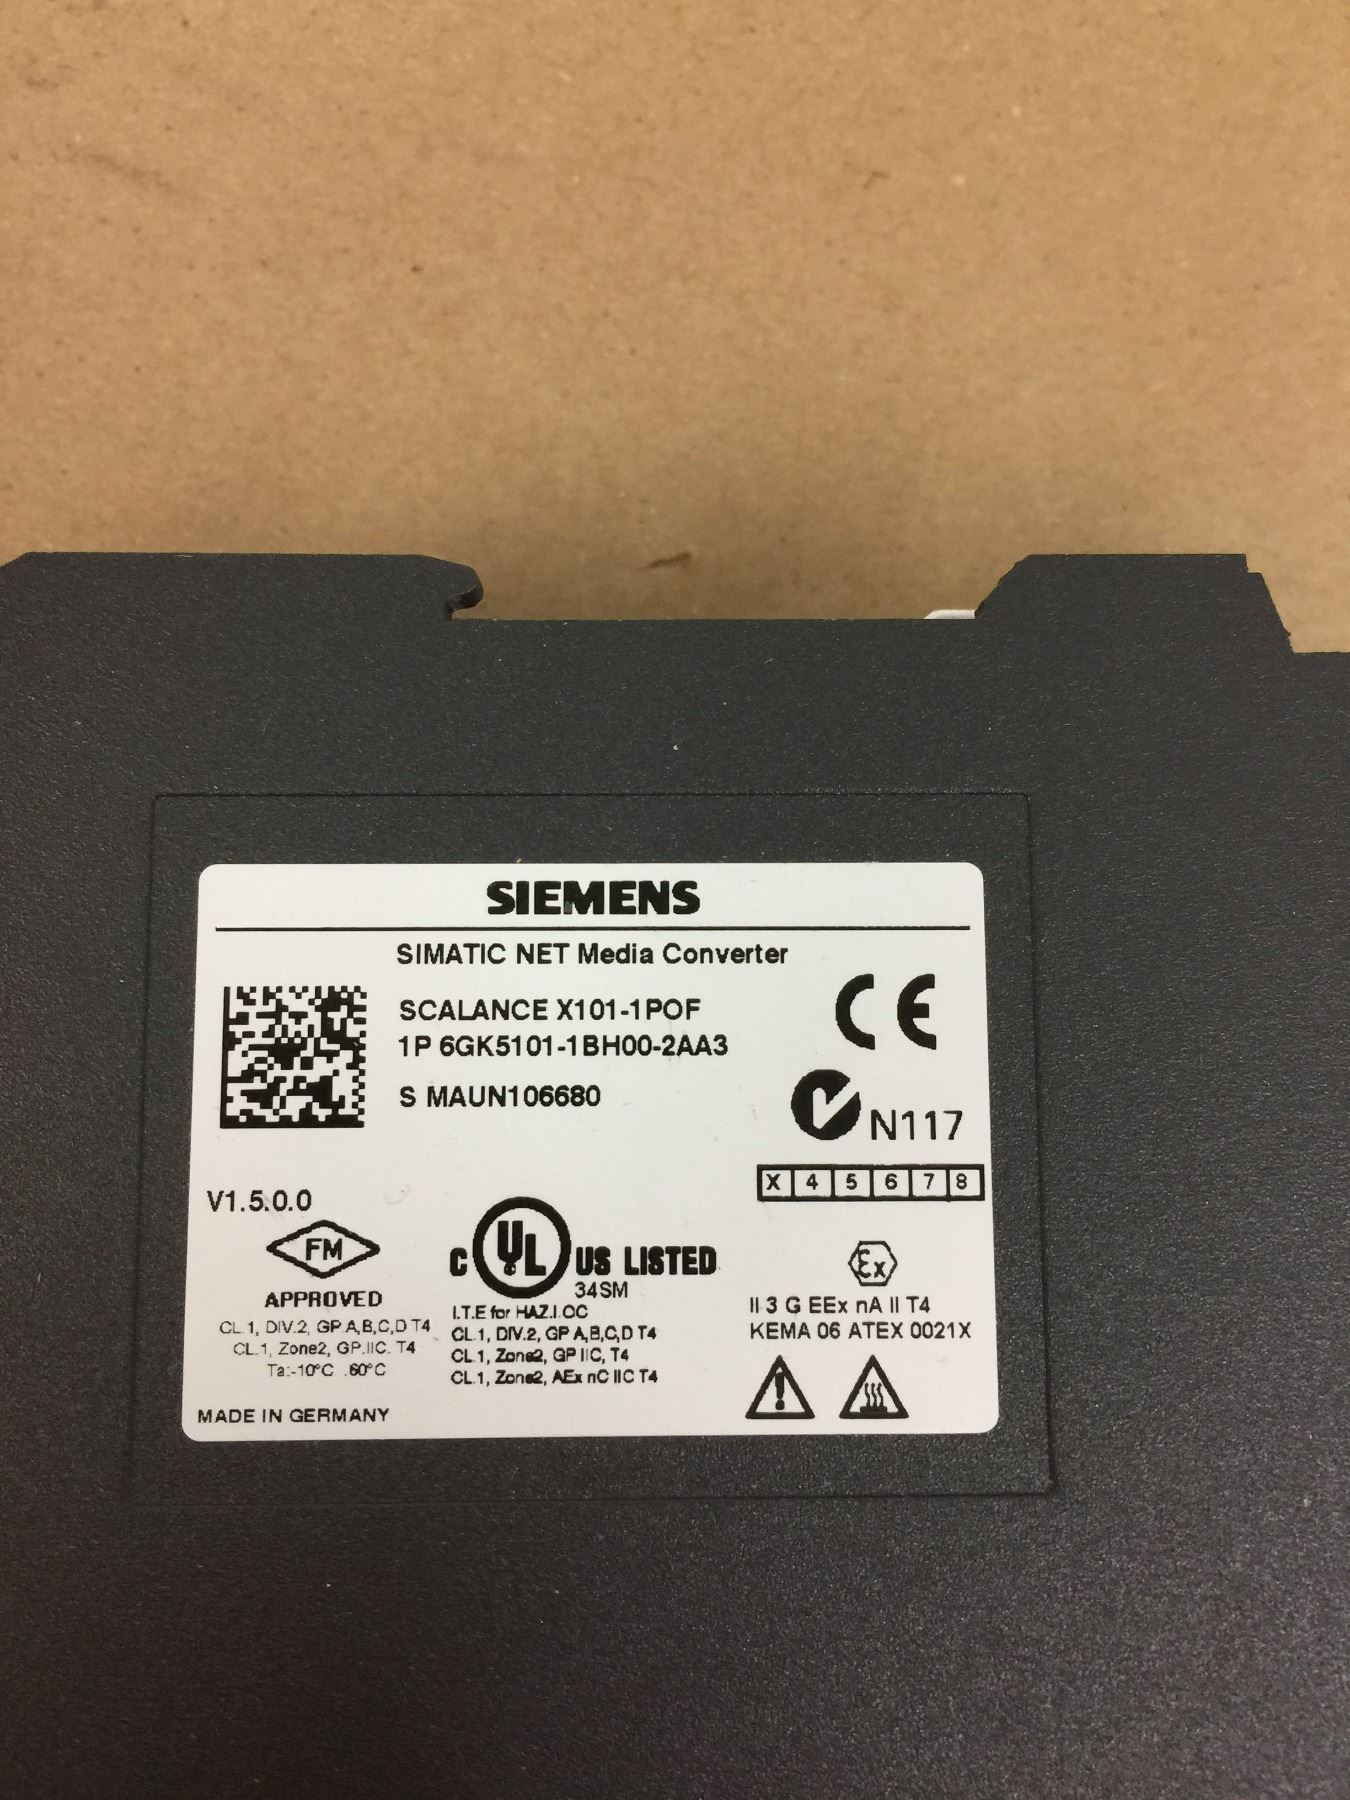 SIEMENS
SIMATIC NET Media Converter
SCALANCE X101-1POF
1P 6GK5101-1BH00-2AA3
S MAUN106680
CE
N117
X 4 5 6 7 8
V1.5.0.0
FM
APPROVED
CL.1, DIV.2, GP.A,B,C,D T4
CL.1, Zone2, GP.IIC. T4
Ta:-10°C ..60°C
MADE IN GERMANY
C UL US LISTED
34SM
I.T.E for HAZ.LOC
CL.1, DIV.2, GP A,B,C,D T4
CL.1, Zone2, GP IIC, T4
CL.1, Zone2, AEx nC IIC T4
Ex
II 3 G EEx nA II T4
KEMA 06 ATEX 0021X